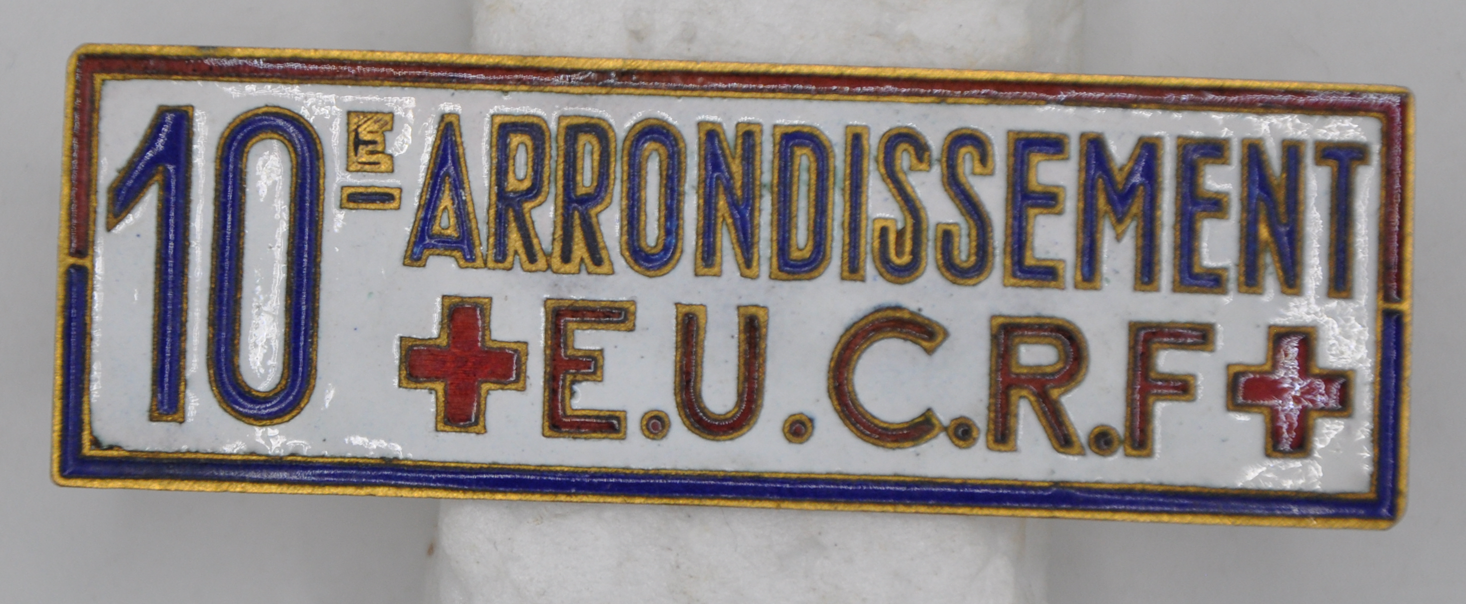 10E ARRONDISSEMENT
E.U.C.R.F